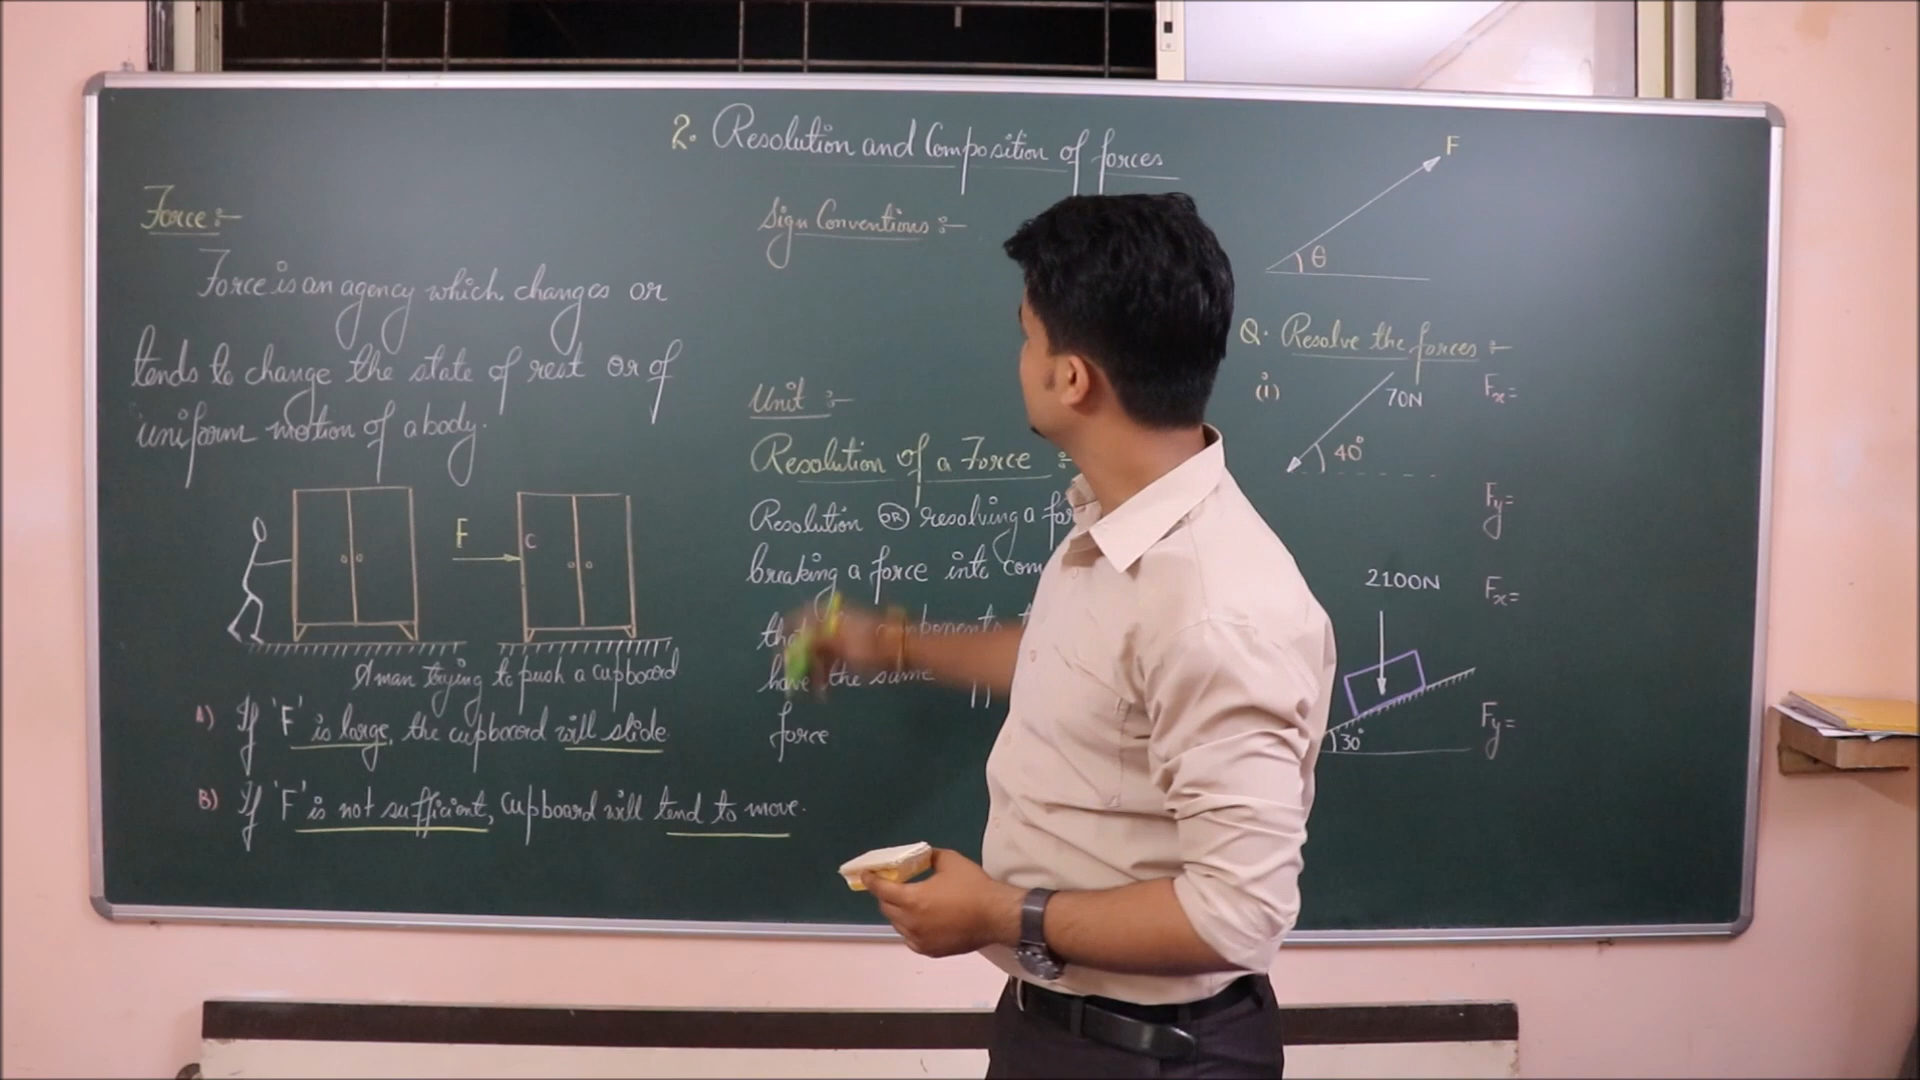 2. Resolution and Composition of forces
Force :-
Force is an agency which changes or
tends to change the state of rest or of
uniform motion of a body.
F
C
A man trying to push a cupboard
A) If 'F' is large, the cupboard will slide
B) If 'F' is not sufficient, cupboard will tend to move.
Sign Conventions :-
Unit :-
Resolution of a Force :-
Resolution OR resolving a
breaking a force into
components
have the same
force
F
θ
Q. Resolve the forces :-
(i) 70N Fx=
40°
Fy=
2100N Fx=
Fy=
30°